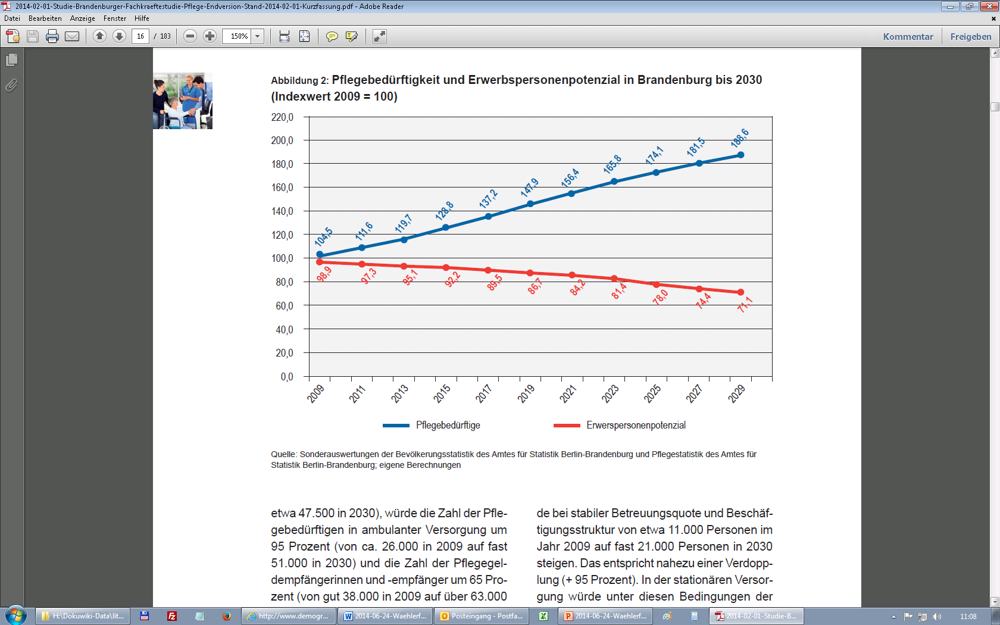 2014-02-01-Studie-Brandenburger-Fachkraeftestudie-Pflege-Endversion-Stand-2014-02-01-Kurzfassung.pdf - Adobe Reader
Datei Bearbeiten Anzeige Fenster Hilfe
16 / 183 150% Kommentar Freigeben
Abbildung 2: Pflegebedürftigkeit und Erwerbspersonenpotenzial in Brandenburg bis 2030
(Indexwert 2009 = 100)
220,0
200,0
180,0
160,0
140,0
120,0
100,0
80,0
60,0
40,0
20,0
0,0
104,5 111,6 119,7 128,8 137,2 147,9 156,4 165,8 174,1 181,5 188,6
98,9 97,3 95,1 92,2 89,5 86,7 84,2 81,4 78,0 74,4 71,1
2009 2011 2013 2015 2017 2019 2021 2023 2025 2027 2029
Pflegebedürftige Erwerspersonenpotenzial
Quelle: Sonderauswertungen der Bevölkerungsstatistik des Amtes für Statistik Berlin-Brandenburg und Pflegestatistik des Amtes für
Statistik Berlin-Brandenburg; eigene Berechnungen
etwa 47.500 in 2030), würde die Zahl der Pfle-
gebedürftigen in ambulanter Versorgung um
95 Prozent (von ca. 26.000 in 2009 auf fast
51.000 in 2030) und die Zahl der Pflegegel-
dempfängerinnen und -empfänger um 65 Pro-
zent (von gut 38.000 in 2009 auf über 63.000
de bei stabiler Betreuungsquote und Beschäf-
tigungsstruktur von etwa 11.000 Personen im
Jahr 2009 auf fast 21.000 Personen in 2030
steigen. Das entspricht nahezu einer Verdopp-
lung (+ 95 Prozent). In der stationären Versor-
gung würde unter diesen Bedingungen der
H:\Dokuwiki-Data\lit... http://www.demogr... 2014-06-24-Waehlerf... Posteingang - Postfa... 2014-06-24-Waehlerf... 2014-02-01-Studie-B... 11:08